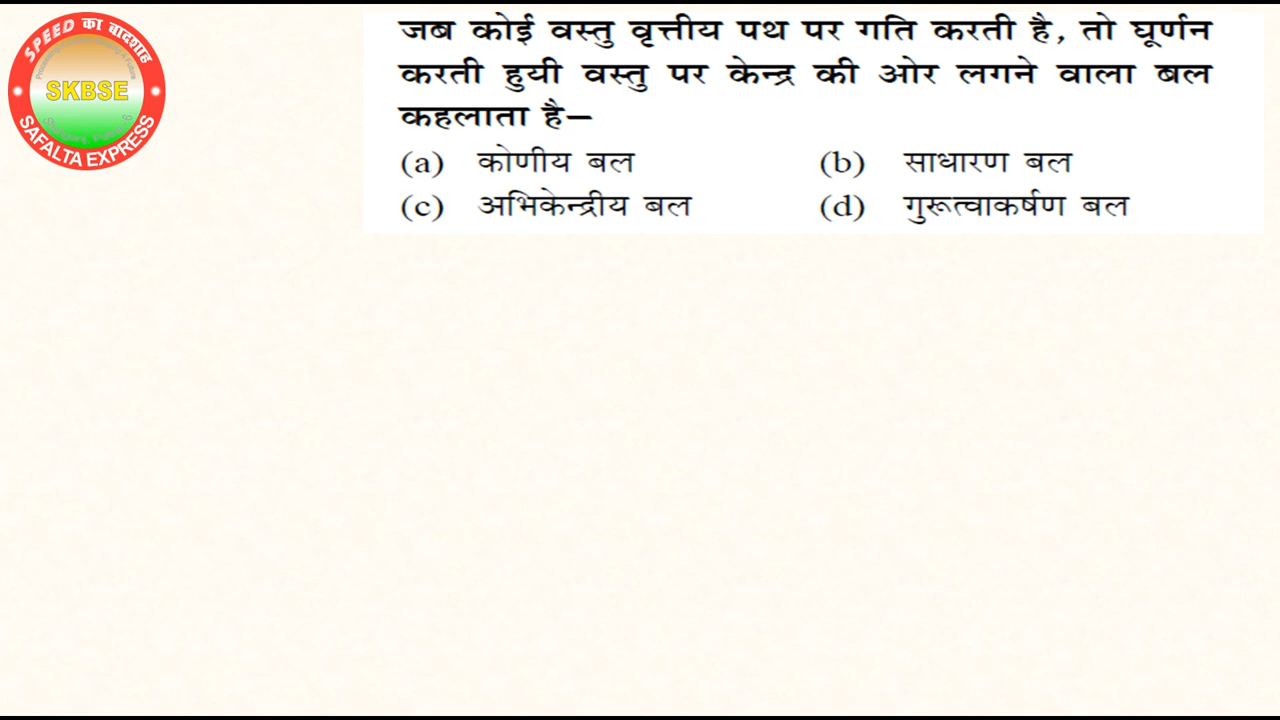 SPEED का बादशाह
SKBSE
SAFALTA EXPRESS
जब कोई वस्तु वृत्तीय पथ पर गति करती है, तो घूर्णन
करती हुयी वस्तु पर केन्द्र की ओर लगने वाला बल
कहलाता है–
(a) कोणीय बल (b) साधारण बल
(c) अभिकेन्द्रीय बल (d) गुरूत्वाकर्षण बल